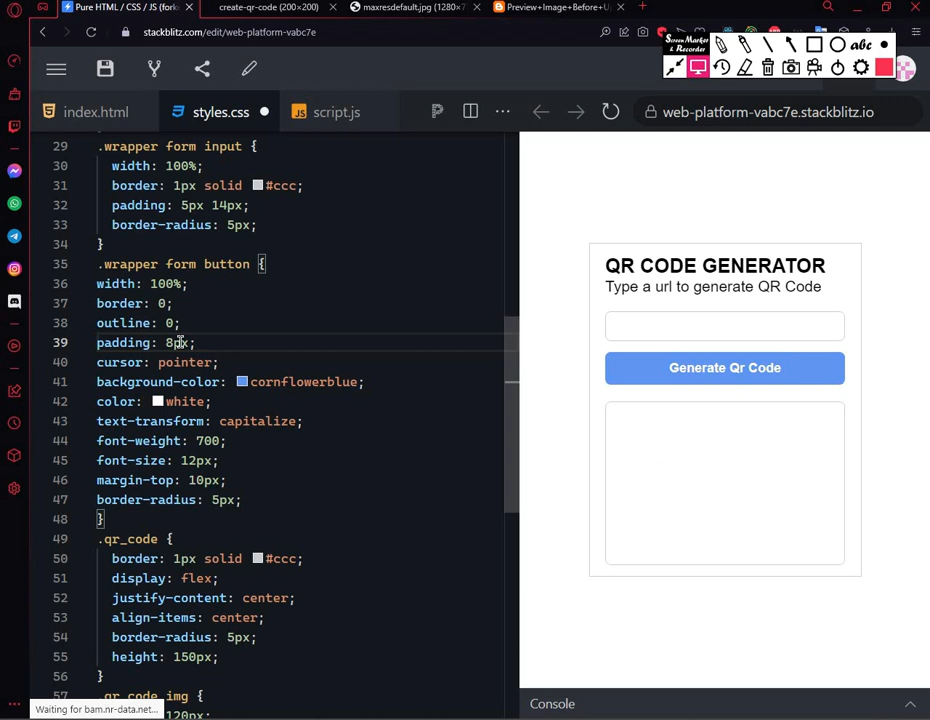 Pure HTML / CSS / JS (fork
create-qr-code (200×200)
maxresdefault.jpg (1280×7
Preview+Image+Before+U
stackblitz.com/edit/web-platform-vabc7e
Screen Marker & Recorder
abc
index.html
styles.css
JS script.js
web-platform-vabc7e.stackblitz.io
29 .wrapper form input {
30 width: 100%;
31 border: 1px solid #ccc;
32 padding: 5px 14px;
33 border-radius: 5px;
34 }
35 .wrapper form button {
36 width: 100%;
37 border: 0;
38 outline: 0;
39 padding: 8px;
40 cursor: pointer;
41 background-color: cornflowerblue;
42 color: white;
43 text-transform: capitalize;
44 font-weight: 700;
45 font-size: 12px;
46 margin-top: 10px;
47 border-radius: 5px;
48 }
49 .qr_code {
50 border: 1px solid #ccc;
51 display: flex;
52 justify-content: center;
53 align-items: center;
54 border-radius: 5px;
55 height: 150px;
56 }
57 .qr_code img {
120px;
Waiting for bam.nr-data.net...
QR CODE GENERATOR
Type a url to generate QR Code
Generate Qr Code
Console